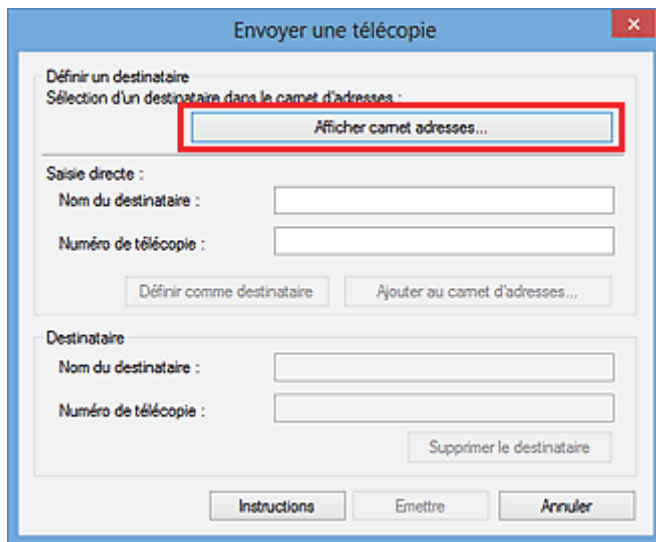 Envoyer une télécopie
Définir un destinataire
Sélection d'un destinataire dans le carnet d'adresses :
Afficher carnet adresses...
Saisie directe :
Nom du destinataire :
Numéro de télécopie :
Définir comme destinataire
Ajouter au carnet d'adresses...
Destinataire
Nom du destinataire :
Numéro de télécopie :
Supprimer le destinataire
Instructions
Emettre
Annuler